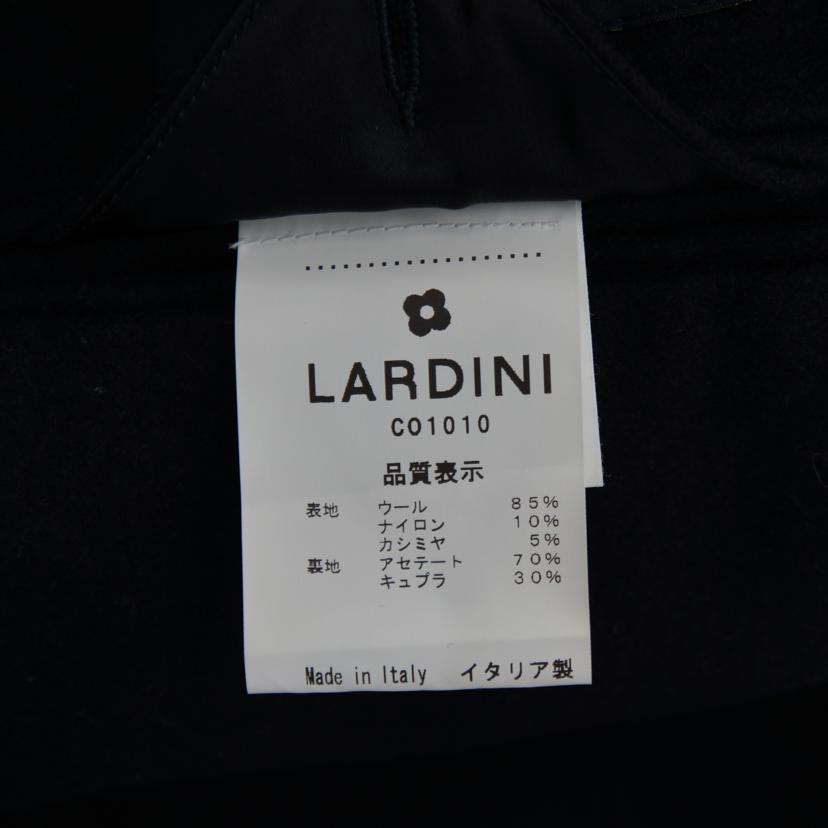 LARDINI
CO1010
品質表示
表地 ウール 85%
ナイロン 10%
カシミヤ 5%
裏地 アセテート 70%
キュプラ 30%
Made in Italy イタリア製